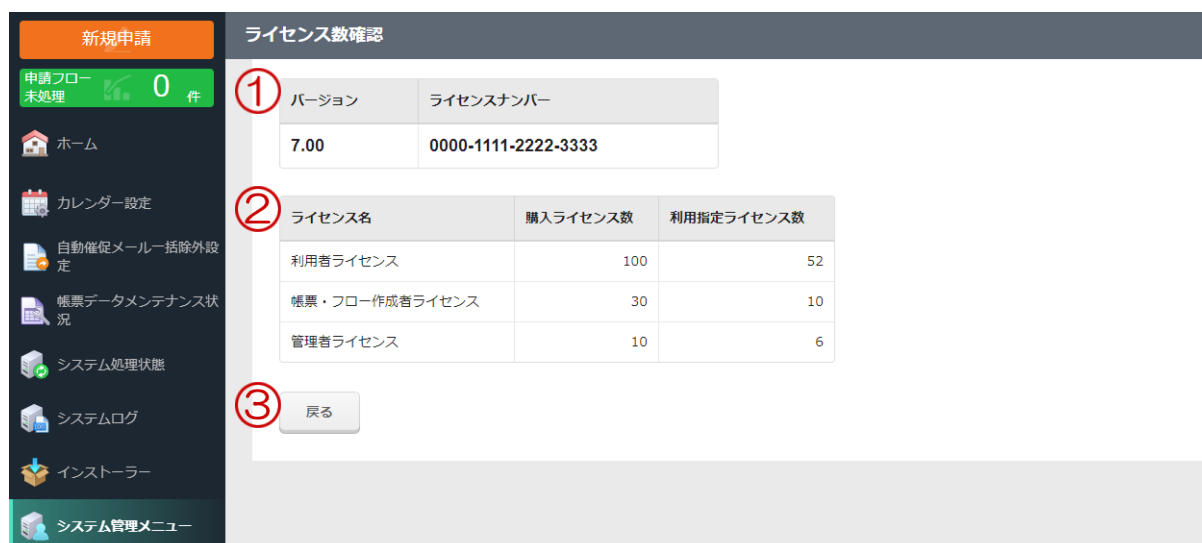 新規申請
申請フロー
未処理
0 件
ホーム
カレンダー設定
自動催促メール一括除外設
定
帳票データメンテナンス状
況
システム処理状態
システムログ
インストーラー
システム管理メニュー
ライセンス数確認
①
バージョン ライセンスナンバー
7.00 0000-1111-2222-3333
②
ライセンス名 購入ライセンス数 利用指定ライセンス数
利用者ライセンス 100 52
帳票・フロー作成者ライセンス 30 10
管理者ライセンス 10 6
③
戻る